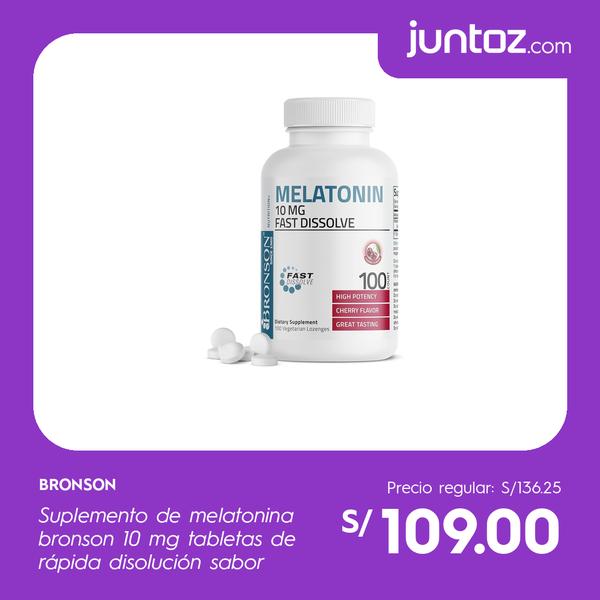 juntoz.com
MELATONIN
10 MG
FAST DISSOLVE
BRONSON
FAST
DISSOLVE
100
COUNT
HIGH POTENCY
CHERRY FLAVOR
GREAT TASTING
Dietary Supplement
100 Vegetarian Lozenges
BRONSON
Suplemento de melatonina
bronson 10 mg tabletas de
rápida disolución sabor
Precio regular: S/136.25
S/109.00